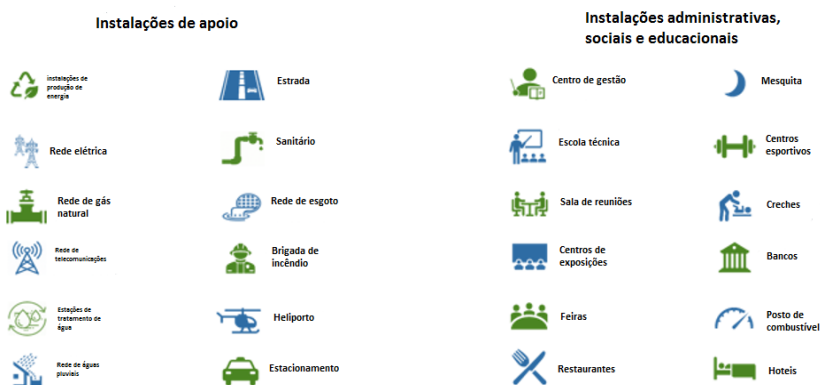 Instalações de apoio
instalações de
produção de
energia
Estrada
Rede elétrica
Sanitário
Rede de gás
natural
Rede de esgoto
Rede de
telecomunicações
Brigada de
incêndio
Estações de
tratamento de
água
Heliporto
Rede de águas
pluviais
Estacionamento
Instalações administrativas,
sociais e educacionais
Centro de gestão
Mesquita
Escola técnica
Centros
esportivos
Sala de reuniões
Creches
Centros de
exposições
Bancos
Feiras
Posto de
combustível
Restaurantes
Hoteis